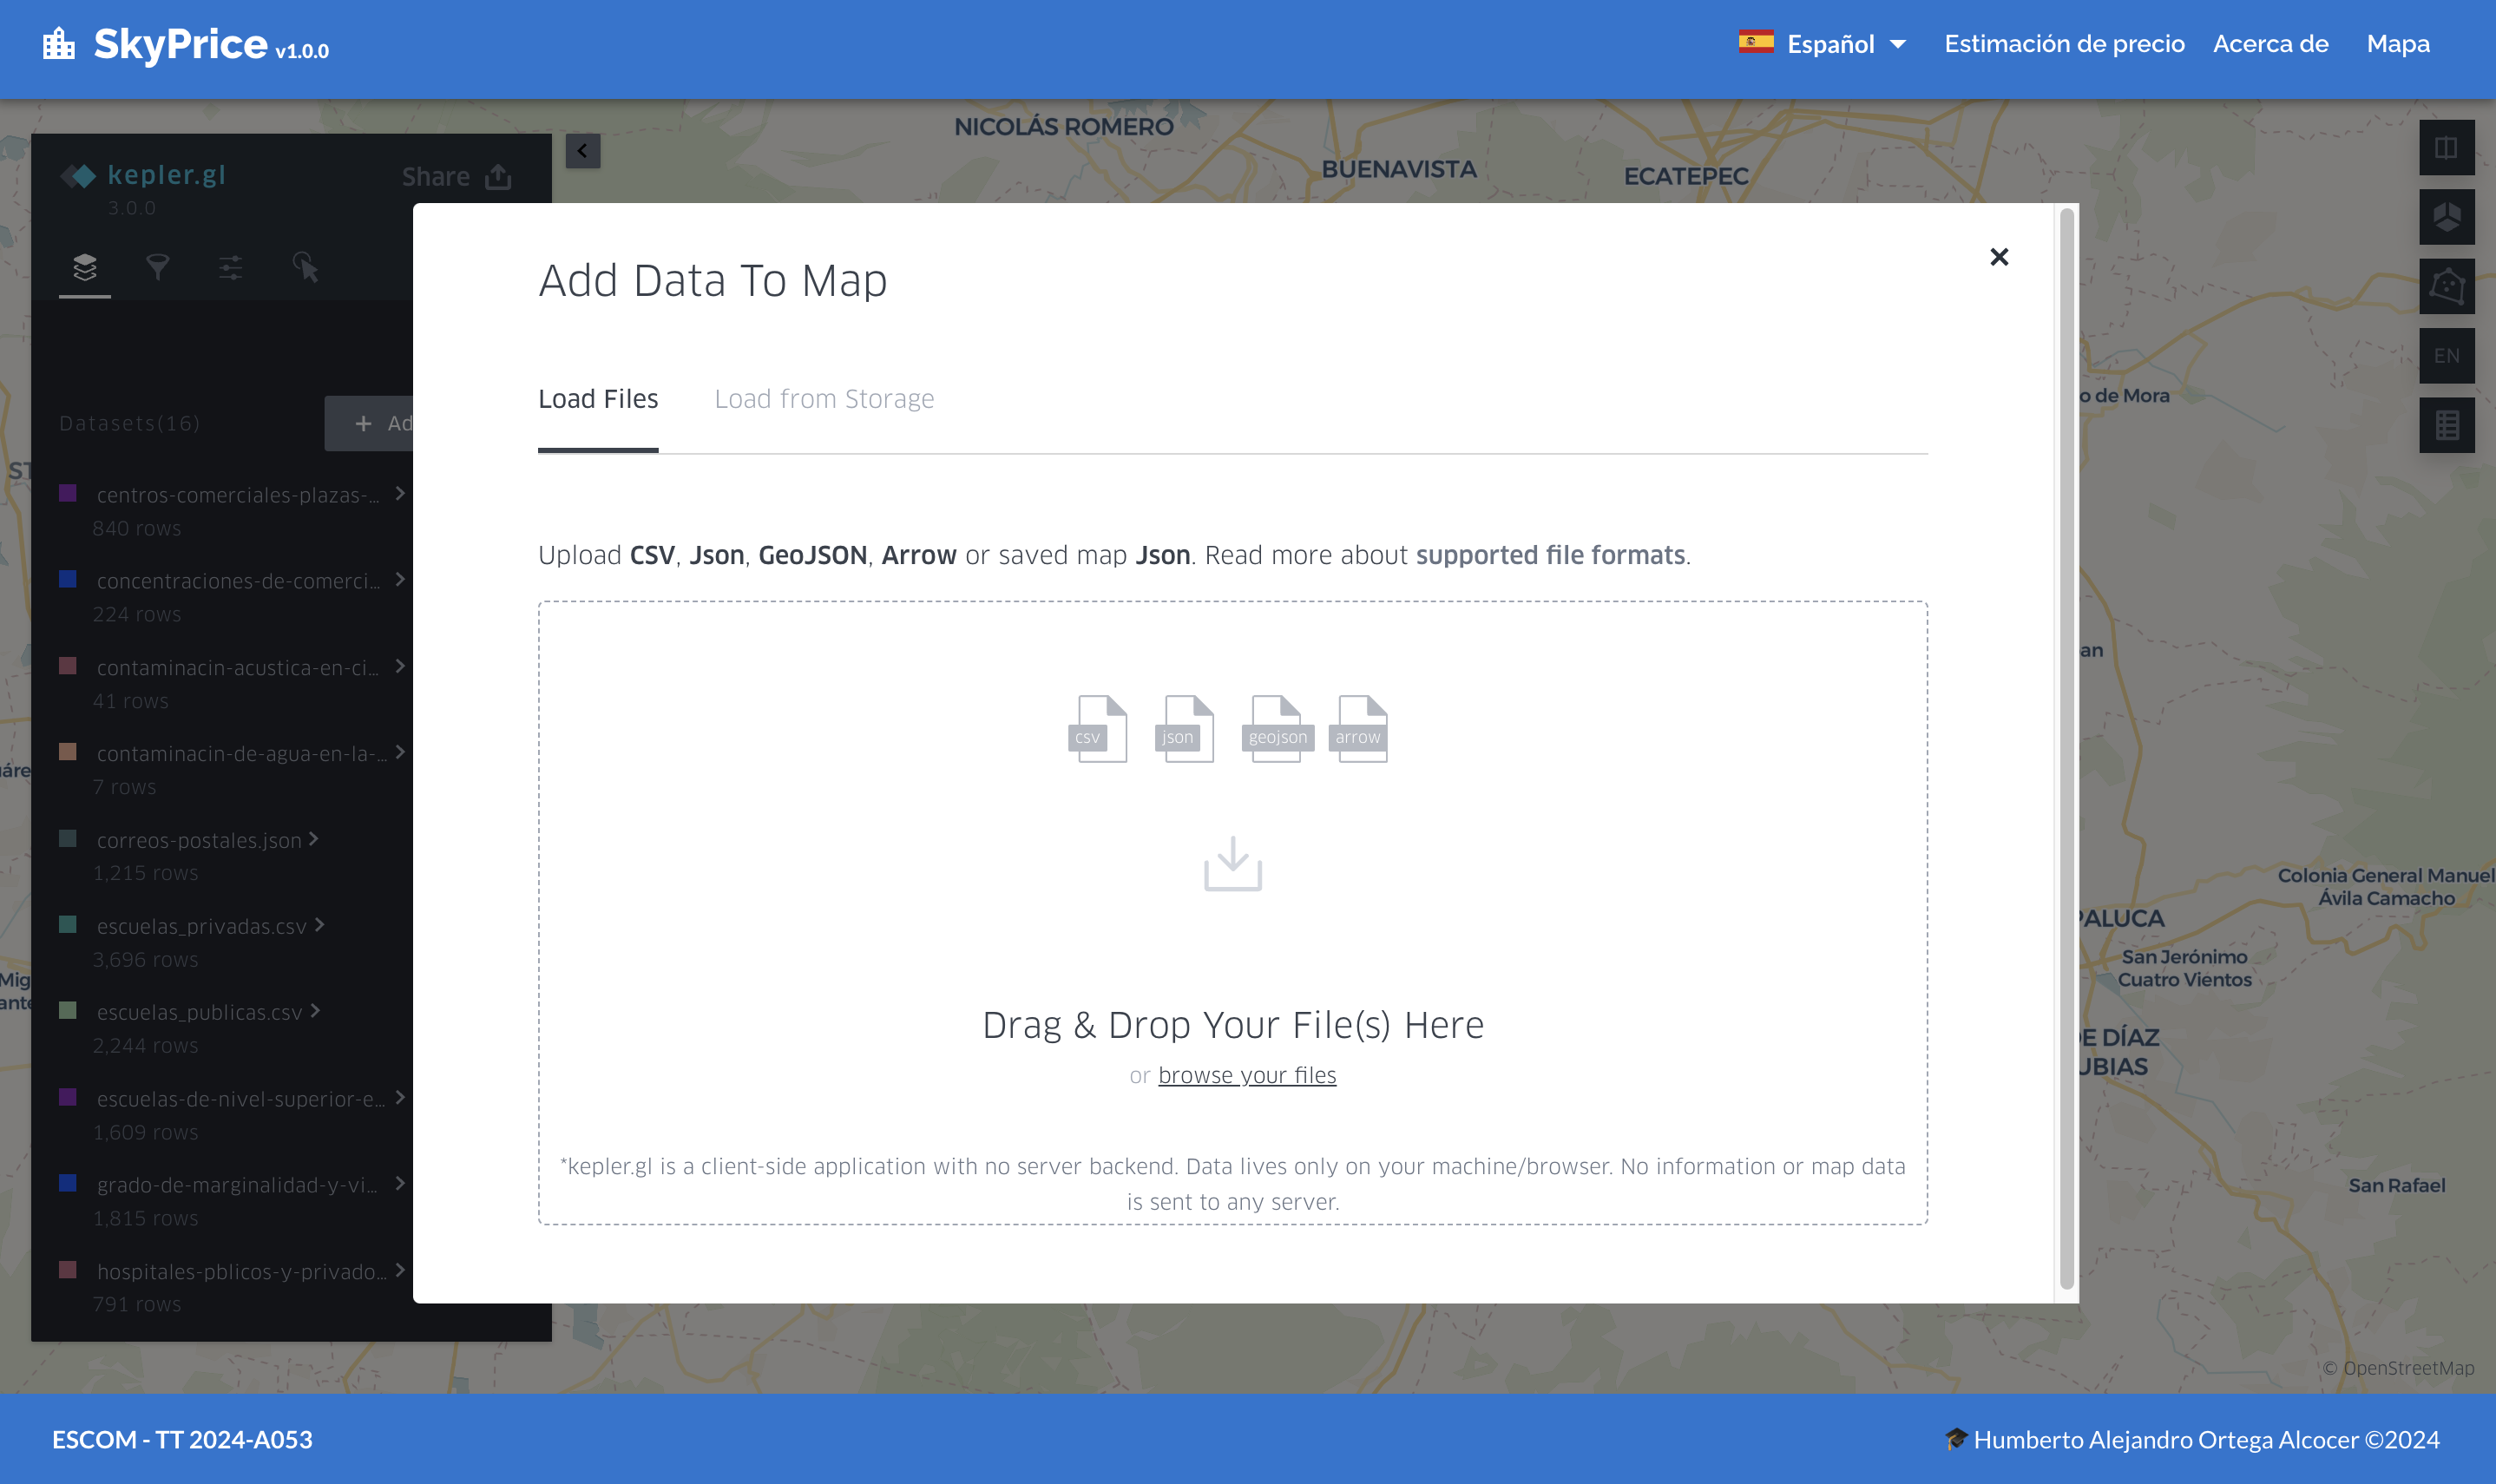 SkyPrice v1.0.0
Español
Estimación de precio
Acerca de
Mapa
NICOLÁS ROMERO
BUENAVISTA
ECATEPEC
kepler.gl
3.0.0
Share
Add Data To Map
EN
Load Files
Load from Storage
o de Mora
Datasets(16)
+ Ad
ST
centros-comerciales-plazas-...
840 rows
Upload CSV, Json, GeoJSON, Arrow or saved map Json. Read more about supported file formats.
concentraciones-de-comerci...
224 rows
contaminacin-acustica-en-ci...
41 rows
an
csv
json
geojson
arrow
contaminacin-de-agua-en-la-...
7 rows
áre
correos-postales.json
1,215 rows
Colonia General Manuel
Ávila Camacho
PALUCA
escuelas_privadas.csv
3,696 rows
San Jerónimo
Cuatro Vientos
Mig
ante
escuelas_publicas.csv
2,244 rows
Drag & Drop Your File(s) Here
or browse your files
DE DÍAZ
UBIAS
escuelas-de-nivel-superior-e...
1,609 rows
*kepler.gl is a client-side application with no server backend. Data lives only on your machine/browser. No information or map data
is sent to any server.
grado-de-marginalidad-y-vi...
1,815 rows
San Rafael
hospitales-pblicos-y-privado...
791 rows
© OpenStreetMap
ESCOM - TT 2024-A053
Humberto Alejandro Ortega Alcocer ©2024